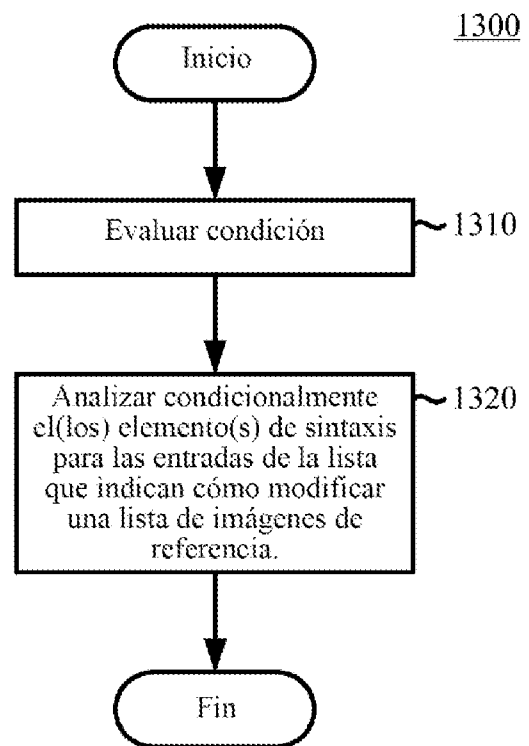 1300
Inicio
Evaluar condición
1310
Analizar condicionalmente
el(los) elemento(s) de sintaxis
para las entradas de la lista
que indican cómo modificar
una lista de imágenes de
referencia.
1320
Fin